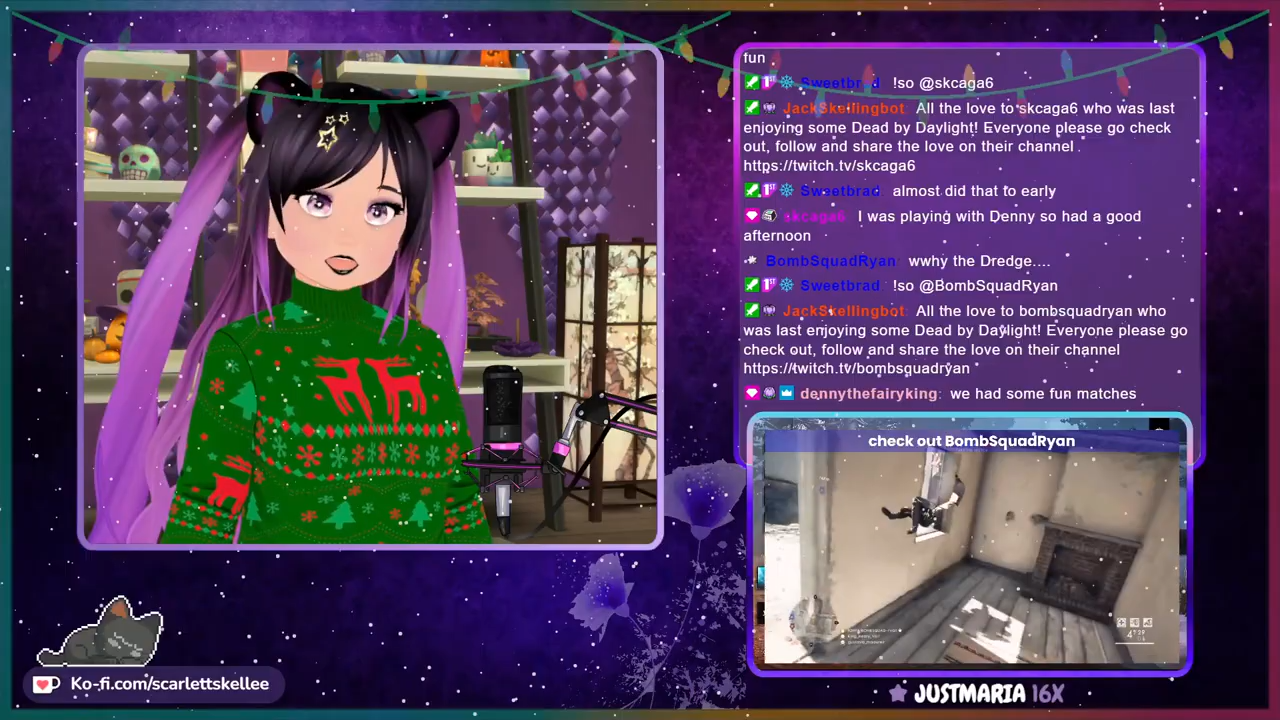 fun
Sweetbrad !so @skcaga6
JackSkellingbot: All the love to skcaga6 who was last
enjoying some Dead by Daylight! Everyone please go check
out, follow and share the love on their channel
https://twitch.tv/skcaga6
Sweetbrad: almost did that to early
skcaga6 I was playing with Denny so had a good
afternoon
BombSquadRyan wwhy the Dredge....
Sweetbrad !so @BombSquadRyan
JackSkellingbot: All the love to bombsquadryan who
was last enjoying some Dead by Daylight! Everyone please go
check out, follow and share the love on their channel
https://twitch.tv/bombsquadryan
dennythefairyking: we had some fun matches
check out BombSquadRyan
Ko-fi.com/scarlettskellee
JUSTMARIA 16X